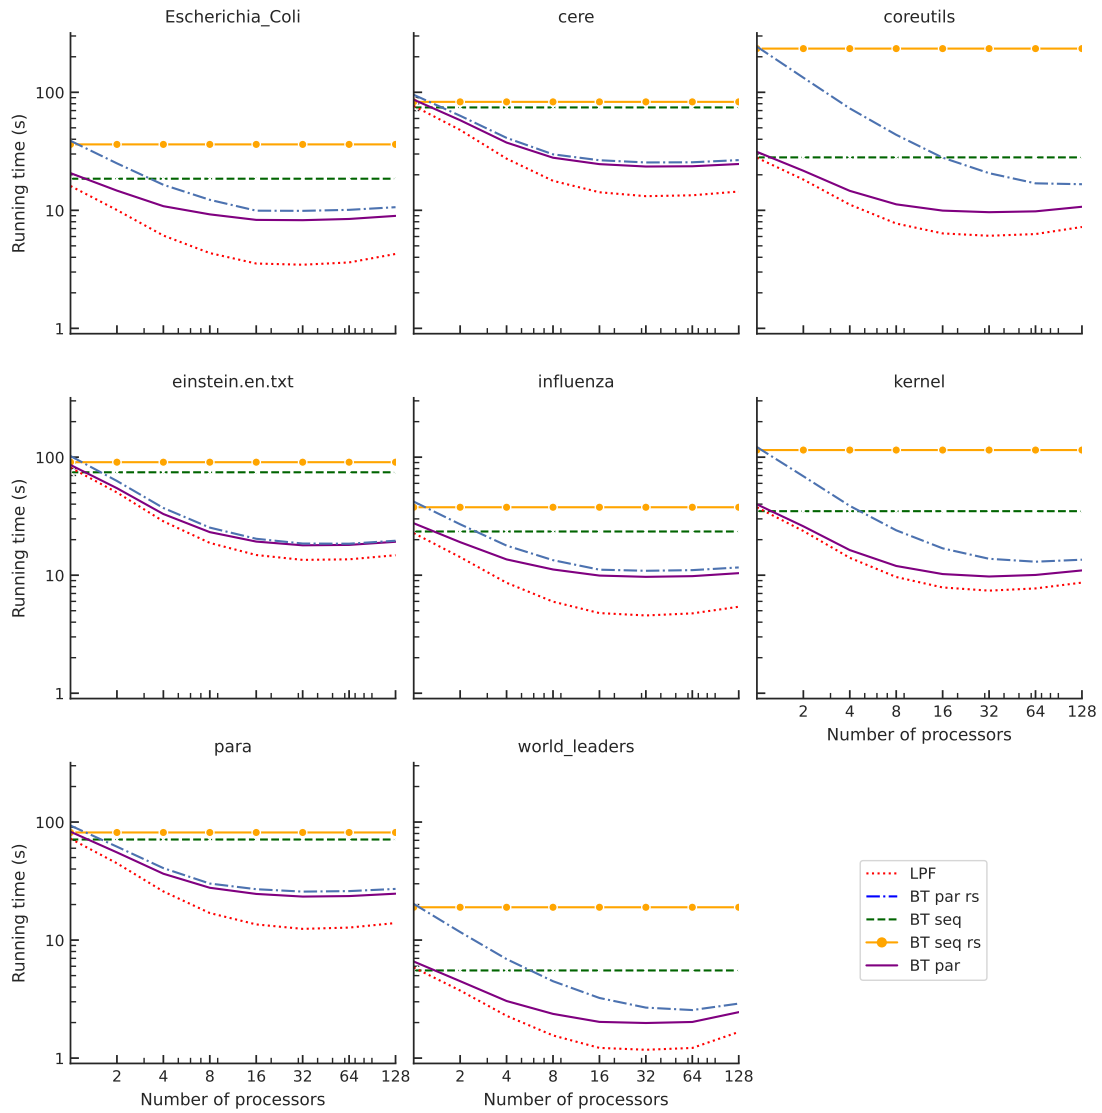 Escherichia_Coli
cere
coreutils
Running time (s)
100
10
1
einstein.en.txt
influenza
kernel
Running time (s)
100
10
1
2 4 8 16 32 64 128
Number of processors
para
world_leaders
Running time (s)
100
10
1
2 4 8 16 32 64 128
Number of processors
2 4 8 16 32 64 128
Number of processors
LPF
BT par rs
BT seq
BT seq rs
BT par